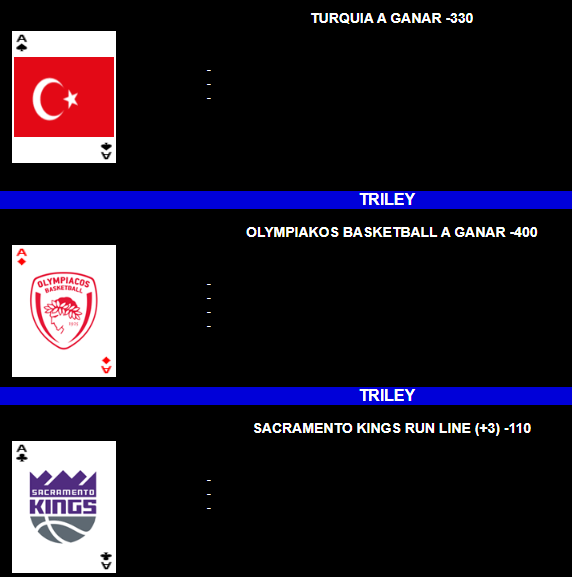 TURQUIA A GANAR -330
A
-
-
-
A
TRILEY
OLYMPIAKOS BASKETBALL A GANAR -400
A
OLYMPIACOS
BASKETBALL
-
-
-
-
A
TRILEY
SACRAMENTO KINGS RUN LINE (+3) -110
A
SACRAMENTO
KINGS
-
-
-
A